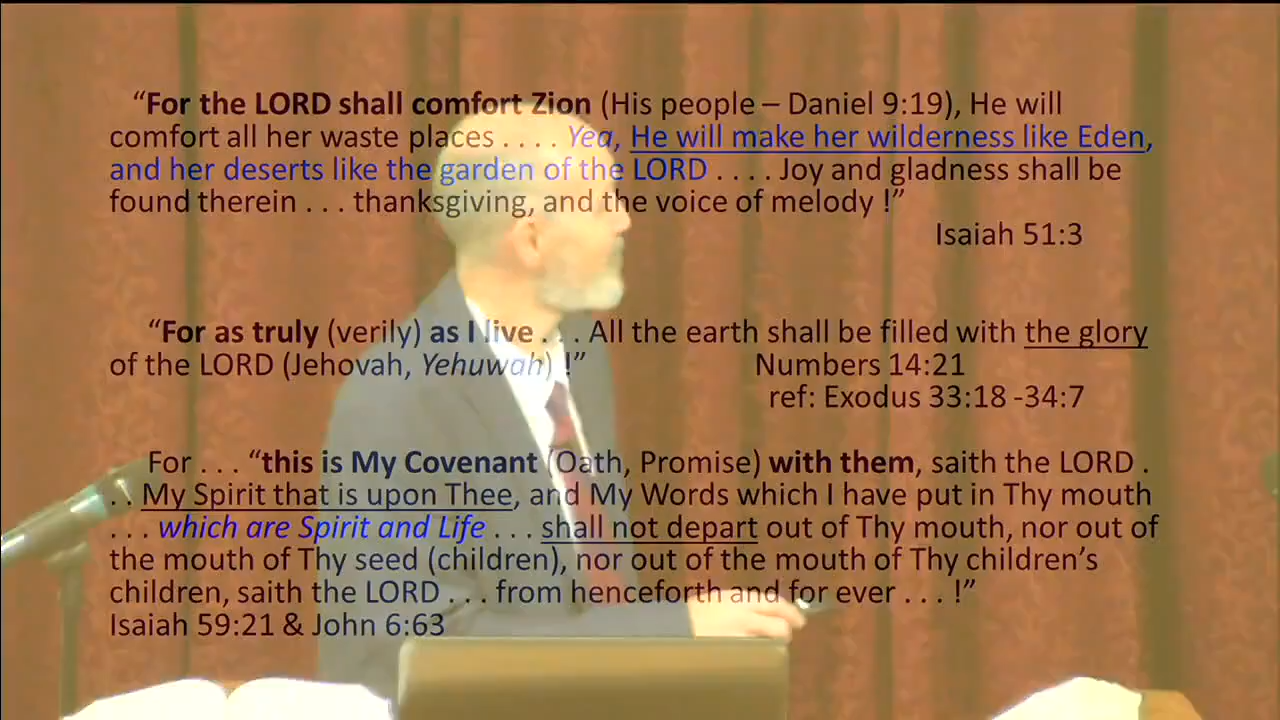 “For the LORD shall comfort Zion (His people – Daniel 9:19), He will
comfort all her waste places . . . . Yea, He will make her wilderness like Eden,
and her deserts like the garden of the LORD . . . . Joy and gladness shall be
found therein . . . thanksgiving, and the voice of melody !”
Isaiah 51:3
“For as truly (verily) as I live . . . All the earth shall be filled with the glory
of the LORD (Jehovah, Yehuwah) !” Numbers 14:21
ref: Exodus 33:18 -34:7
For . . . “this is My Covenant (Oath, Promise) with them, saith the LORD .
. . My Spirit that is upon Thee, and My Words which I have put in Thy mouth
. . . which are Spirit and Life . . . shall not depart out of Thy mouth, nor out of
the mouth of Thy seed (children), nor out of the mouth of Thy children’s
children, saith the LORD . . . from henceforth and for ever . . . !”
Isaiah 59:21 & John 6:63